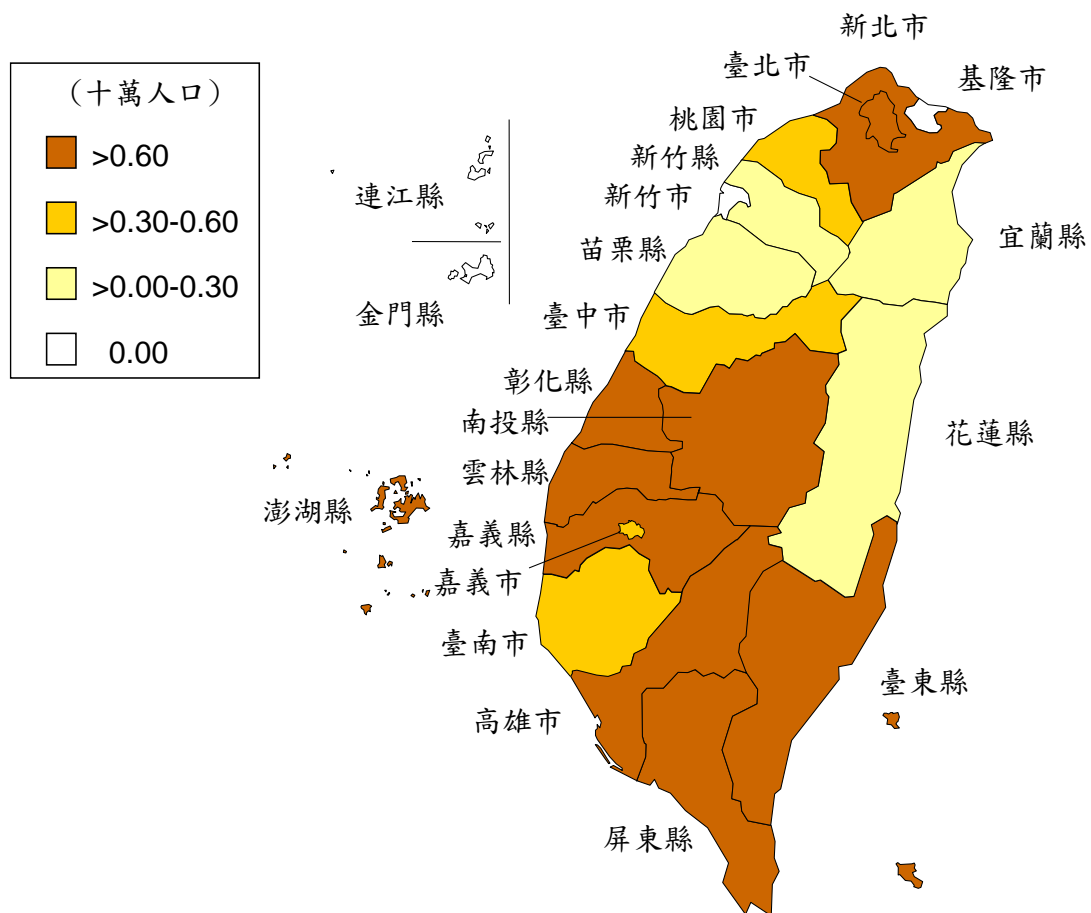 （十萬人口）
>0.60
>0.30-0.60
>0.00-0.30
0.00
新北市
臺北市
基隆市
桃園市
新竹縣
新竹市
連江縣
苗栗縣
宜蘭縣
金門縣
臺中市
彰化縣
南投縣
花蓮縣
雲林縣
澎湖縣
嘉義縣
嘉義市
臺南市
臺東縣
高雄市
屏東縣